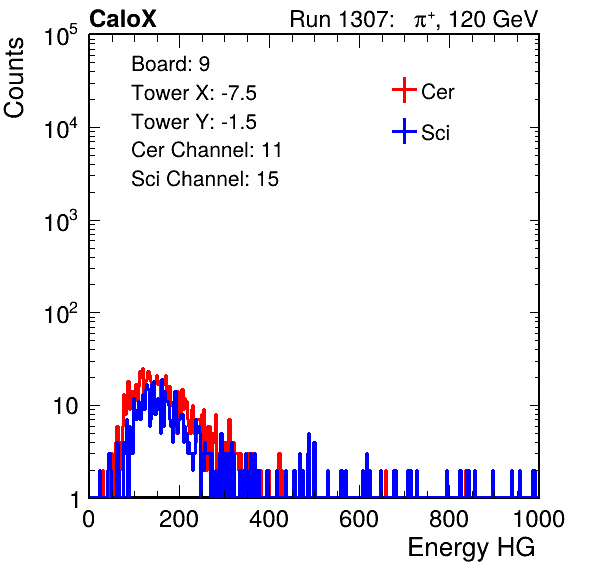 CaloX Run 1307: π⁺, 120 GeV
Counts
10⁵
10⁴
10³
10²
10
1
Board: 9
Tower X: -7.5
Tower Y: -1.5
Cer Channel: 11
Sci Channel: 15
Cer
Sci
0 200 400 600 800 1000
Energy HG